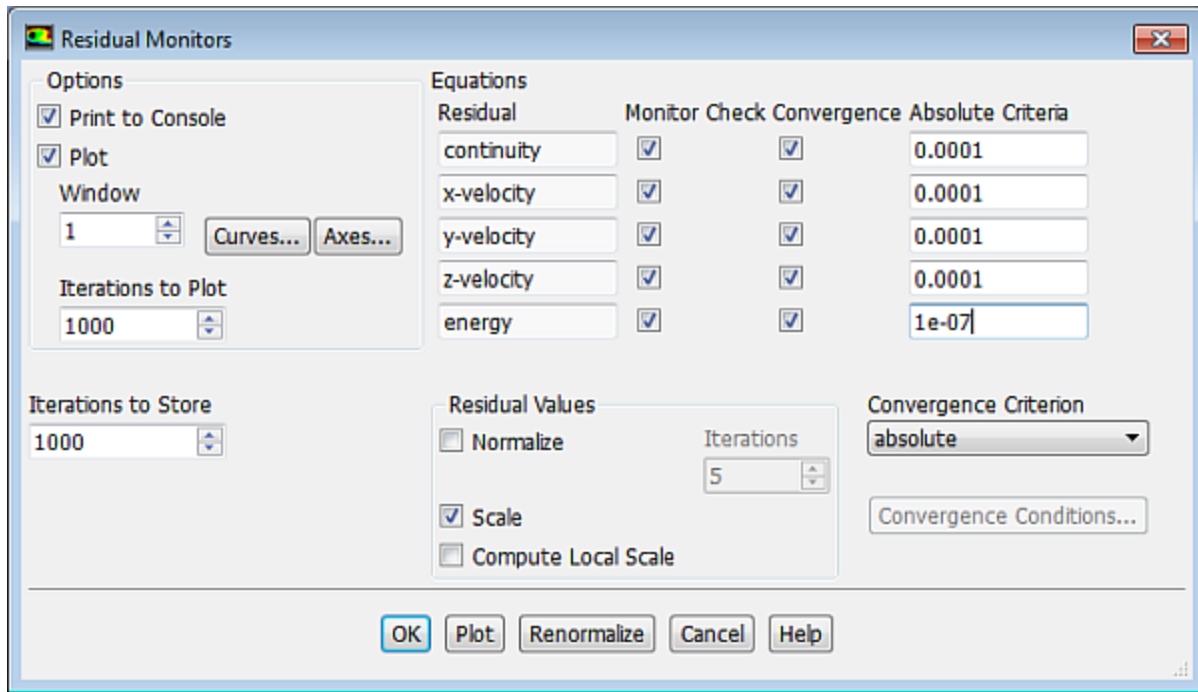 Residual Monitors
Options
Print to Console
Plot
Window
1
Curves... Axes...
Iterations to Plot
1000
Equations
Residual Monitor Check Convergence Absolute Criteria
continuity 0.0001
x-velocity 0.0001
y-velocity 0.0001
z-velocity 0.0001
energy 1e-07
Iterations to Store
1000
Residual Values
Normalize
Iterations
5
Scale
Compute Local Scale
Convergence Criterion
absolute
Convergence Conditions...
OK Plot Renormalize Cancel Help